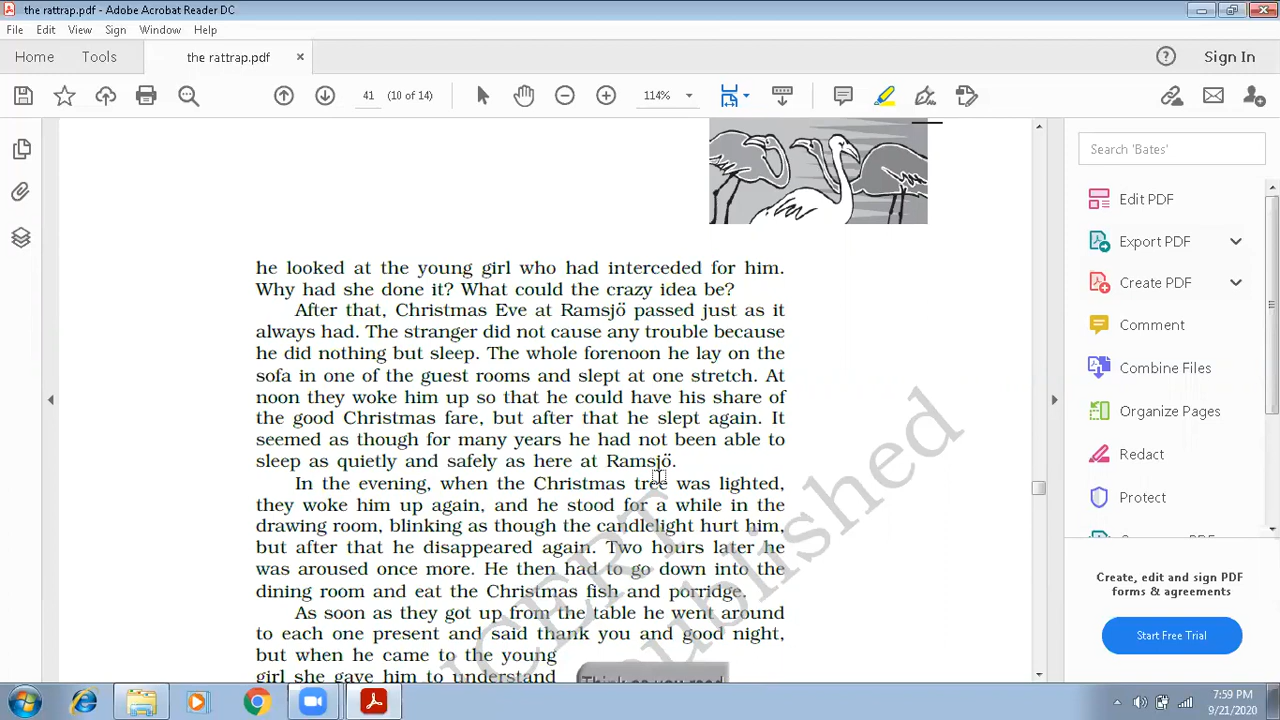 the rattrap.pdf - Adobe Acrobat Reader DC
File Edit View Sign Window Help
Home Tools the rattrap.pdf × Sign In
41 (10 of 14) 114%
Search 'Bates'
Edit PDF
Export PDF
Create PDF
Comment
Combine Files
Organize Pages
Redact
Protect
Create, edit and sign PDF
forms & agreements
Start Free Trial
he looked at the young girl who had interceded for him.
Why had she done it? What could the crazy idea be?
After that, Christmas Eve at Ramsjö passed just as it
always had. The stranger did not cause any trouble because
he did nothing but sleep. The whole forenoon he lay on the
sofa in one of the guest rooms and slept at one stretch. At
noon they woke him up so that he could have his share of
the good Christmas fare, but after that he slept again. It
seemed as though for many years he had not been able to
sleep as quietly and safely as here at Ramsjö.
In the evening, when the Christmas tree was lighted,
they woke him up again, and he stood for a while in the
drawing room, blinking as though the candlelight hurt him,
but after that he disappeared again. Two hours later he
was aroused once more. He then had to go down into the
dining room and eat the Christmas fish and porridge.
As soon as they got up from the table he went around
to each one present and said thank you and good night,
but when he came to the young
girl she gave him to understand
Think as you read
NCERT
published
7:59 PM
9/21/2020